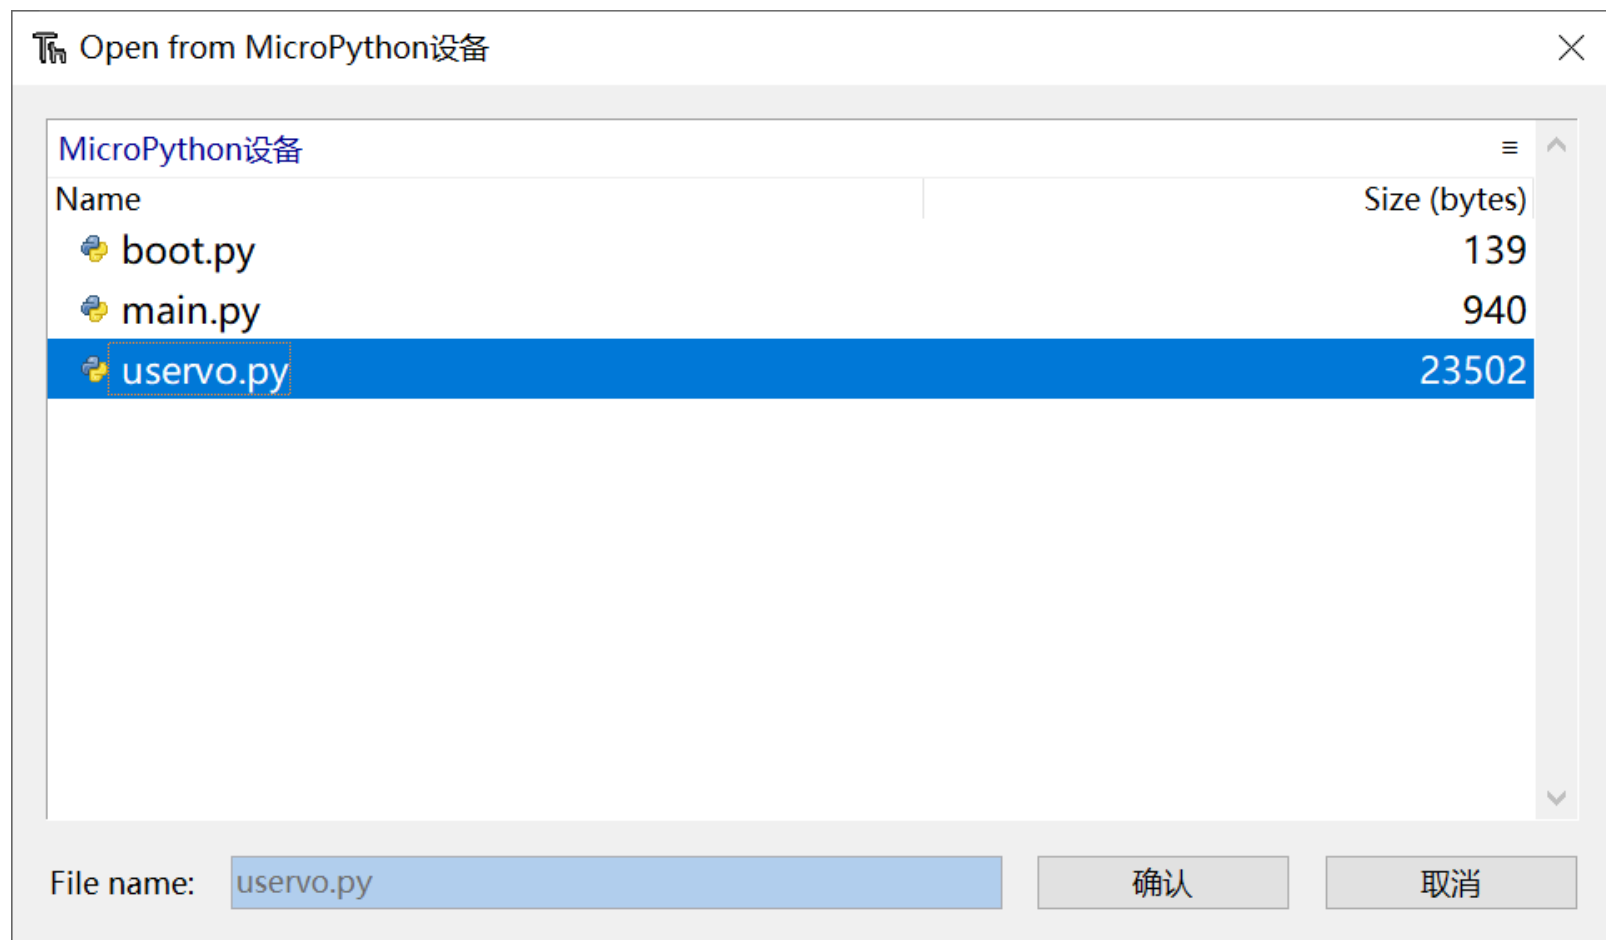 Open from MicroPython设备
MicroPython设备
Name Size (bytes)
boot.py 139
main.py 940
uservo.py 23502
File name: uservo.py 确认 取消